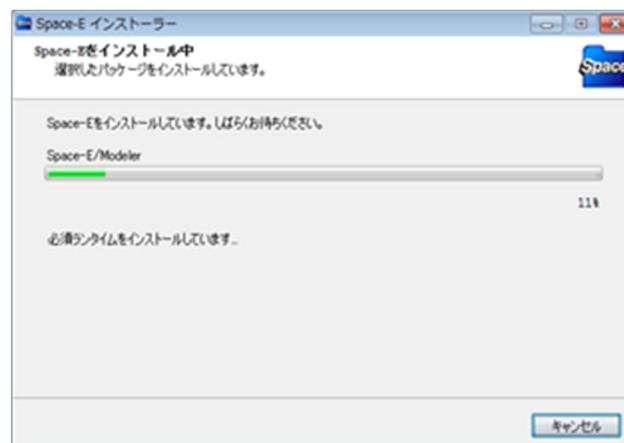 Space-E インストーラー
Space-Eをインストール中
選択したパッケージをインストールしています。
Space
Space-Eをインストールしています。しばらくお待ちください。
Space-E/Modeler
11%
必須ランタイムをインストールしています...
キャンセル